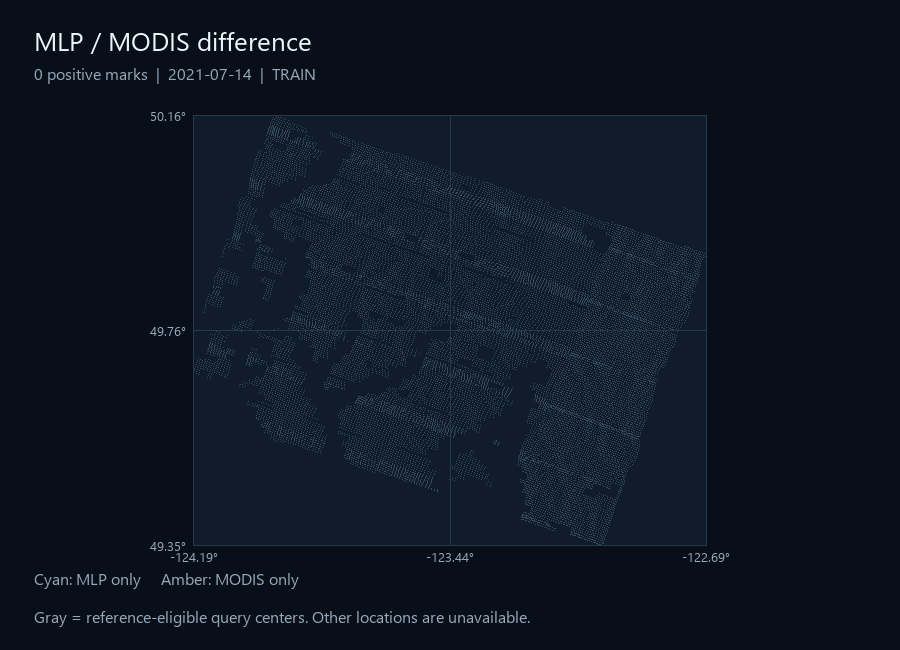 MLP / MODIS difference
0 positive marks | 2021-07-14 | TRAIN
50.16°
49.76°
49.35°
-124.19° -123.44° -122.69°
Cyan: MLP only Amber: MODIS only
Gray = reference-eligible query centers. Other locations are unavailable.